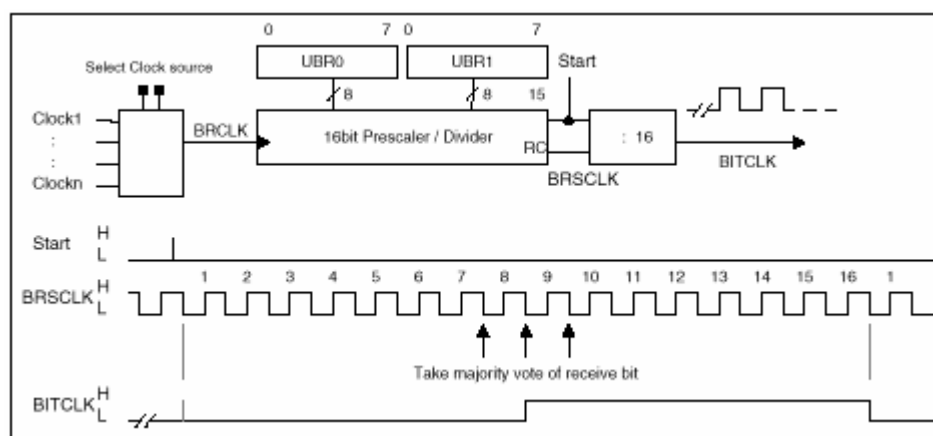 0 7 0 7
UBR0 UBR1 Start
Select Clock source
8 8 15
Clock1
BRCLK
16bit Prescaler / Divider
: 16
:
:
RC
BITCLK
Clockn
BRSCLK
Start H
L
1 2 3 4 5 6 7 8 9 10 11 12 13 14 15 16 1
BRSCLK H
L
Take majority vote of receive bit
BITCLK H
L